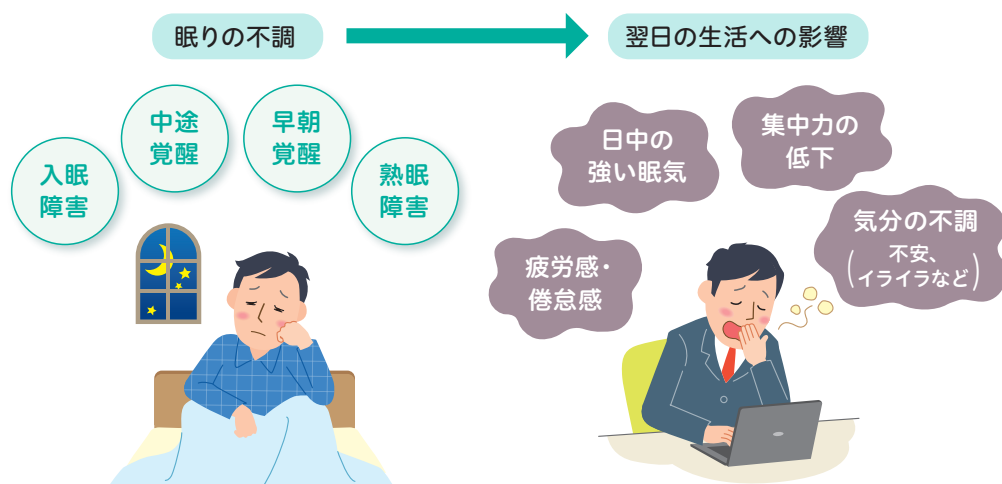 眠りの不調
翌日の生活への影響
入眠
障害
中途
覚醒
早朝
覚醒
熟眠
障害
疲労感・
倦怠感
日中の
強い眠気
集中力の
低下
気分の不調
(不安、
イライラなど)